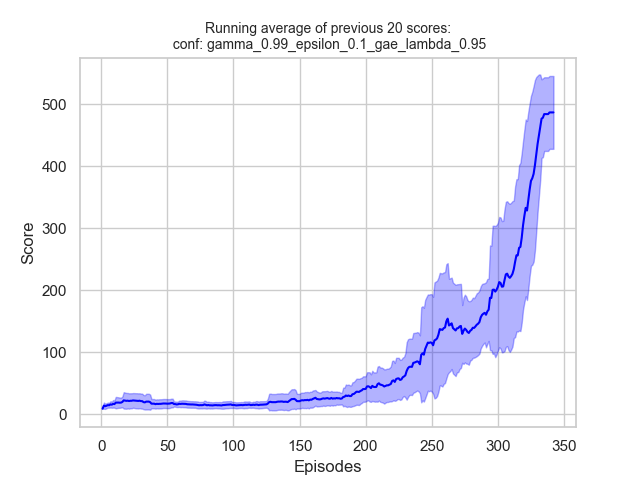 Running average of previous 20 scores:
conf: gamma_0.99_epsilon_0.1_gae_lambda_0.95
500
400
300
200
100
0
Score
0 50 100 150 200 250 300 350
Episodes